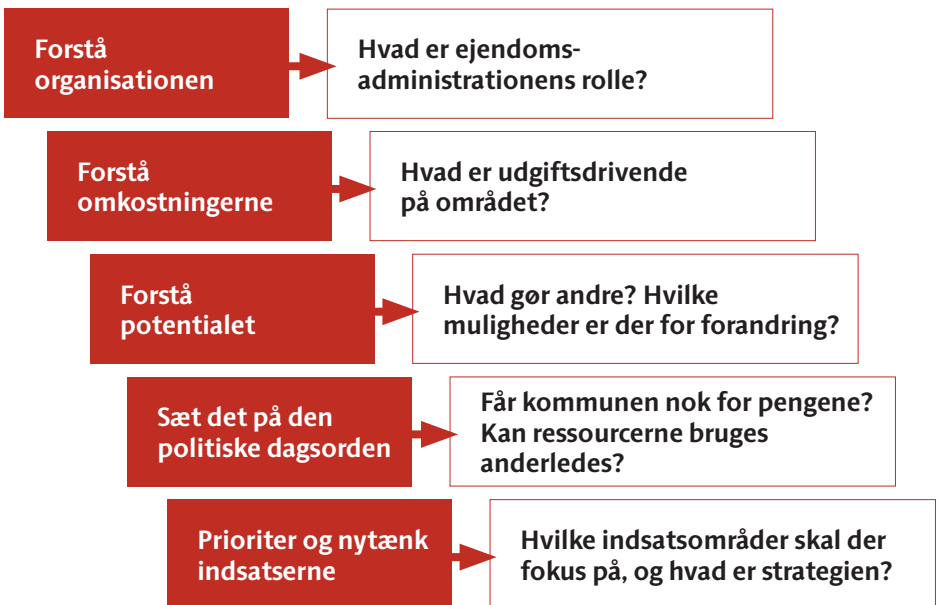 Forstå
organisationen
Hvad er ejendoms-
administrationens rolle?
Forstå
omkostningerne
Hvad er udgiftsdrivende
på området?
Forstå
potentialet
Hvad gør andre? Hvilke
muligheder er der for forandring?
Sæt det på den
politiske dagsorden
Får kommunen nok for pengene?
Kan ressourcerne bruges
anderledes?
Prioriter og nytænk
indsatserne
Hvilke indsatsområder skal der
fokus på, og hvad er strategien?